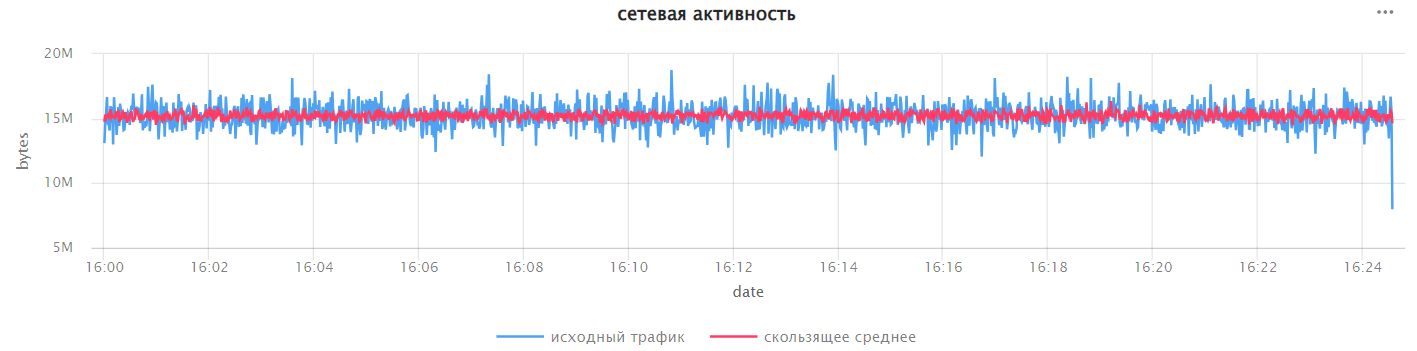 сетевая активность
20M
15M
10M
5M
bytes
16:00 16:02 16:04 16:06 16:08 16:10 16:12 16:14 16:16 16:18 16:20 16:22 16:24
date
исходный трафик скользящее среднее